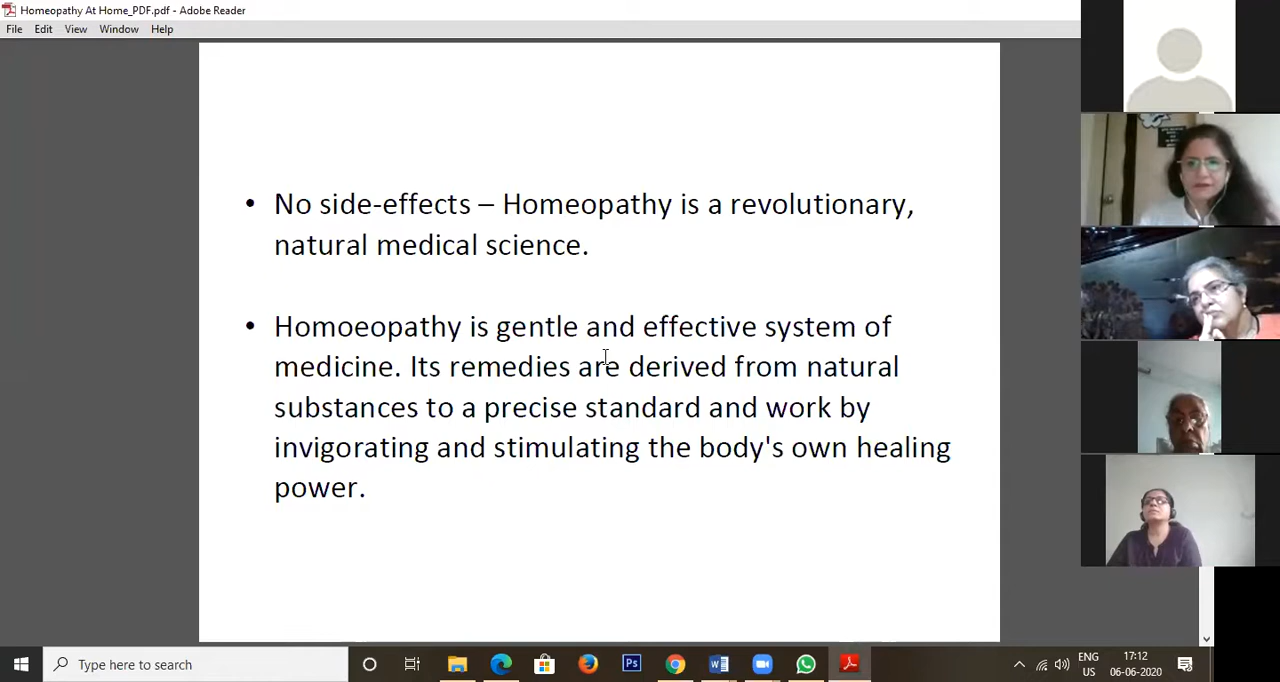 Homeopathy At Home_PDF.pdf - Adobe Reader
File Edit View Window Help
• No side-effects – Homeopathy is a revolutionary,
natural medical science.
• Homoeopathy is gentle and effective system of
medicine. Its remedies are derived from natural
substances to a precise standard and work by
invigorating and stimulating the body's own healing
power.
Type here to search
Ps
ENG
US
17:12
06-06-2020